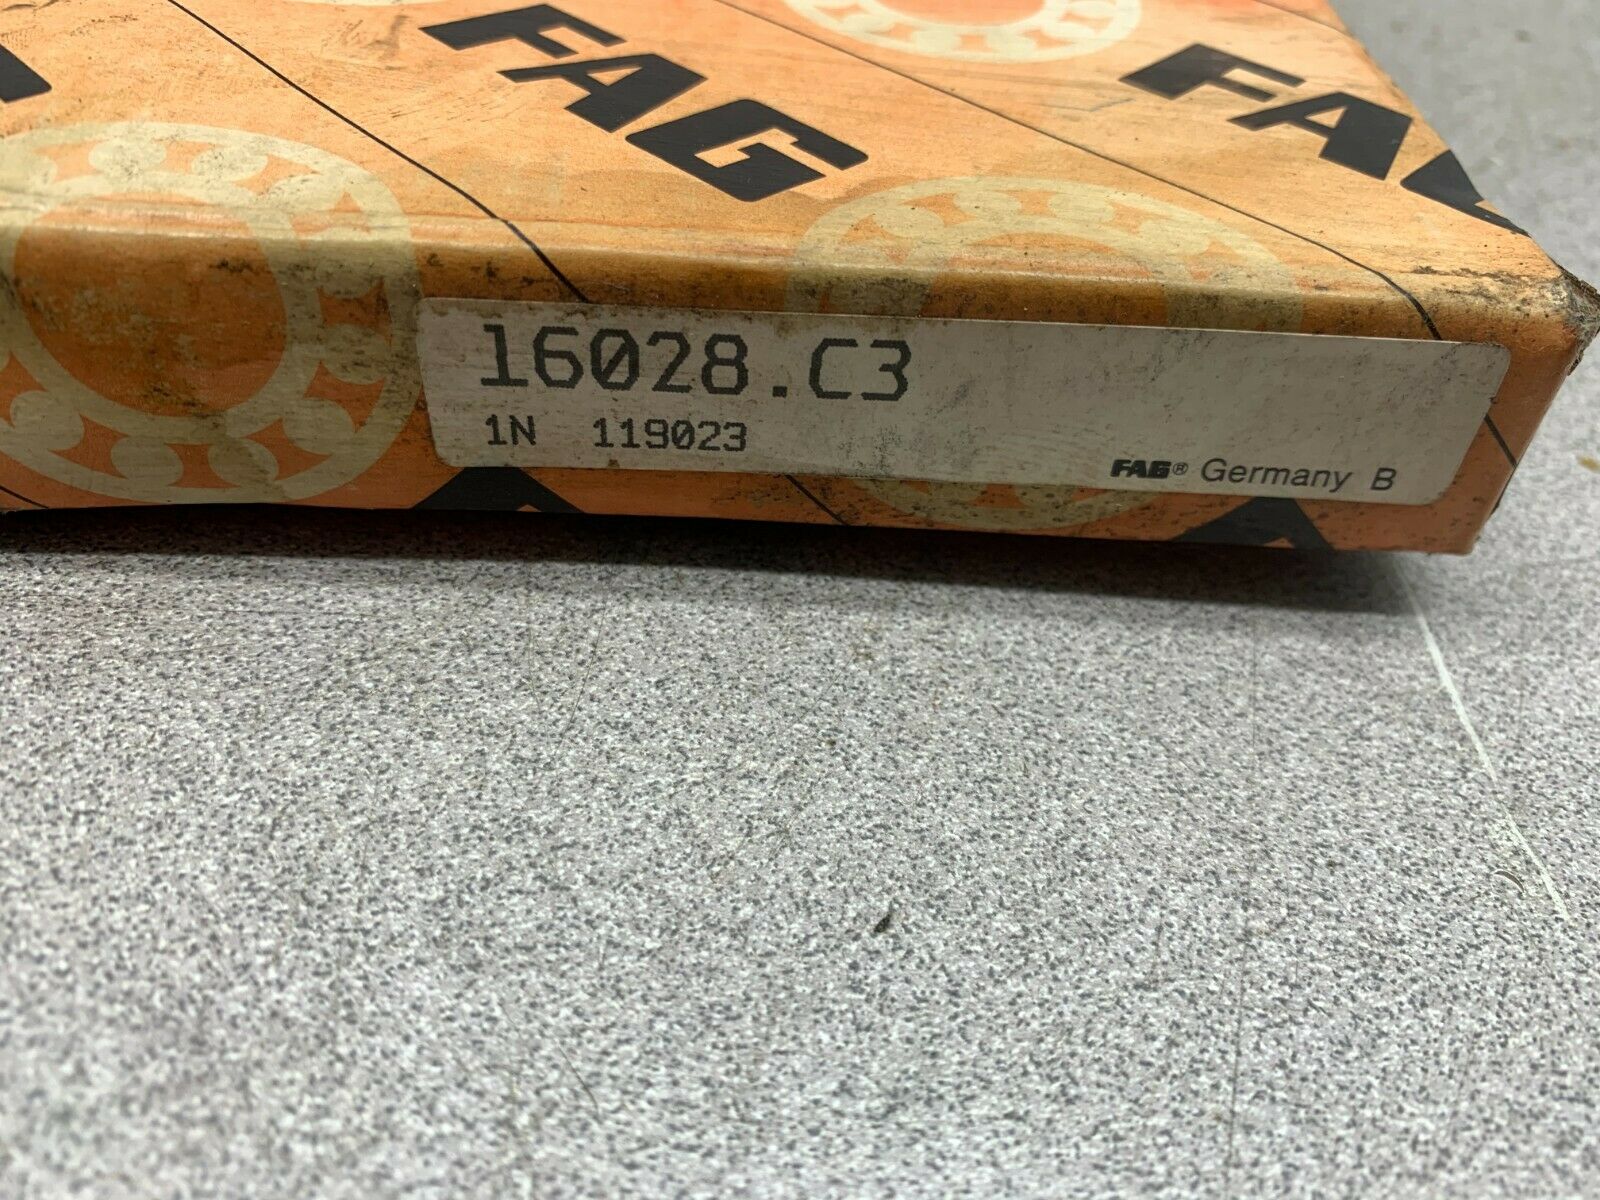 FAG
FAG
16028.C3
1N 119023
FAG® Germany B